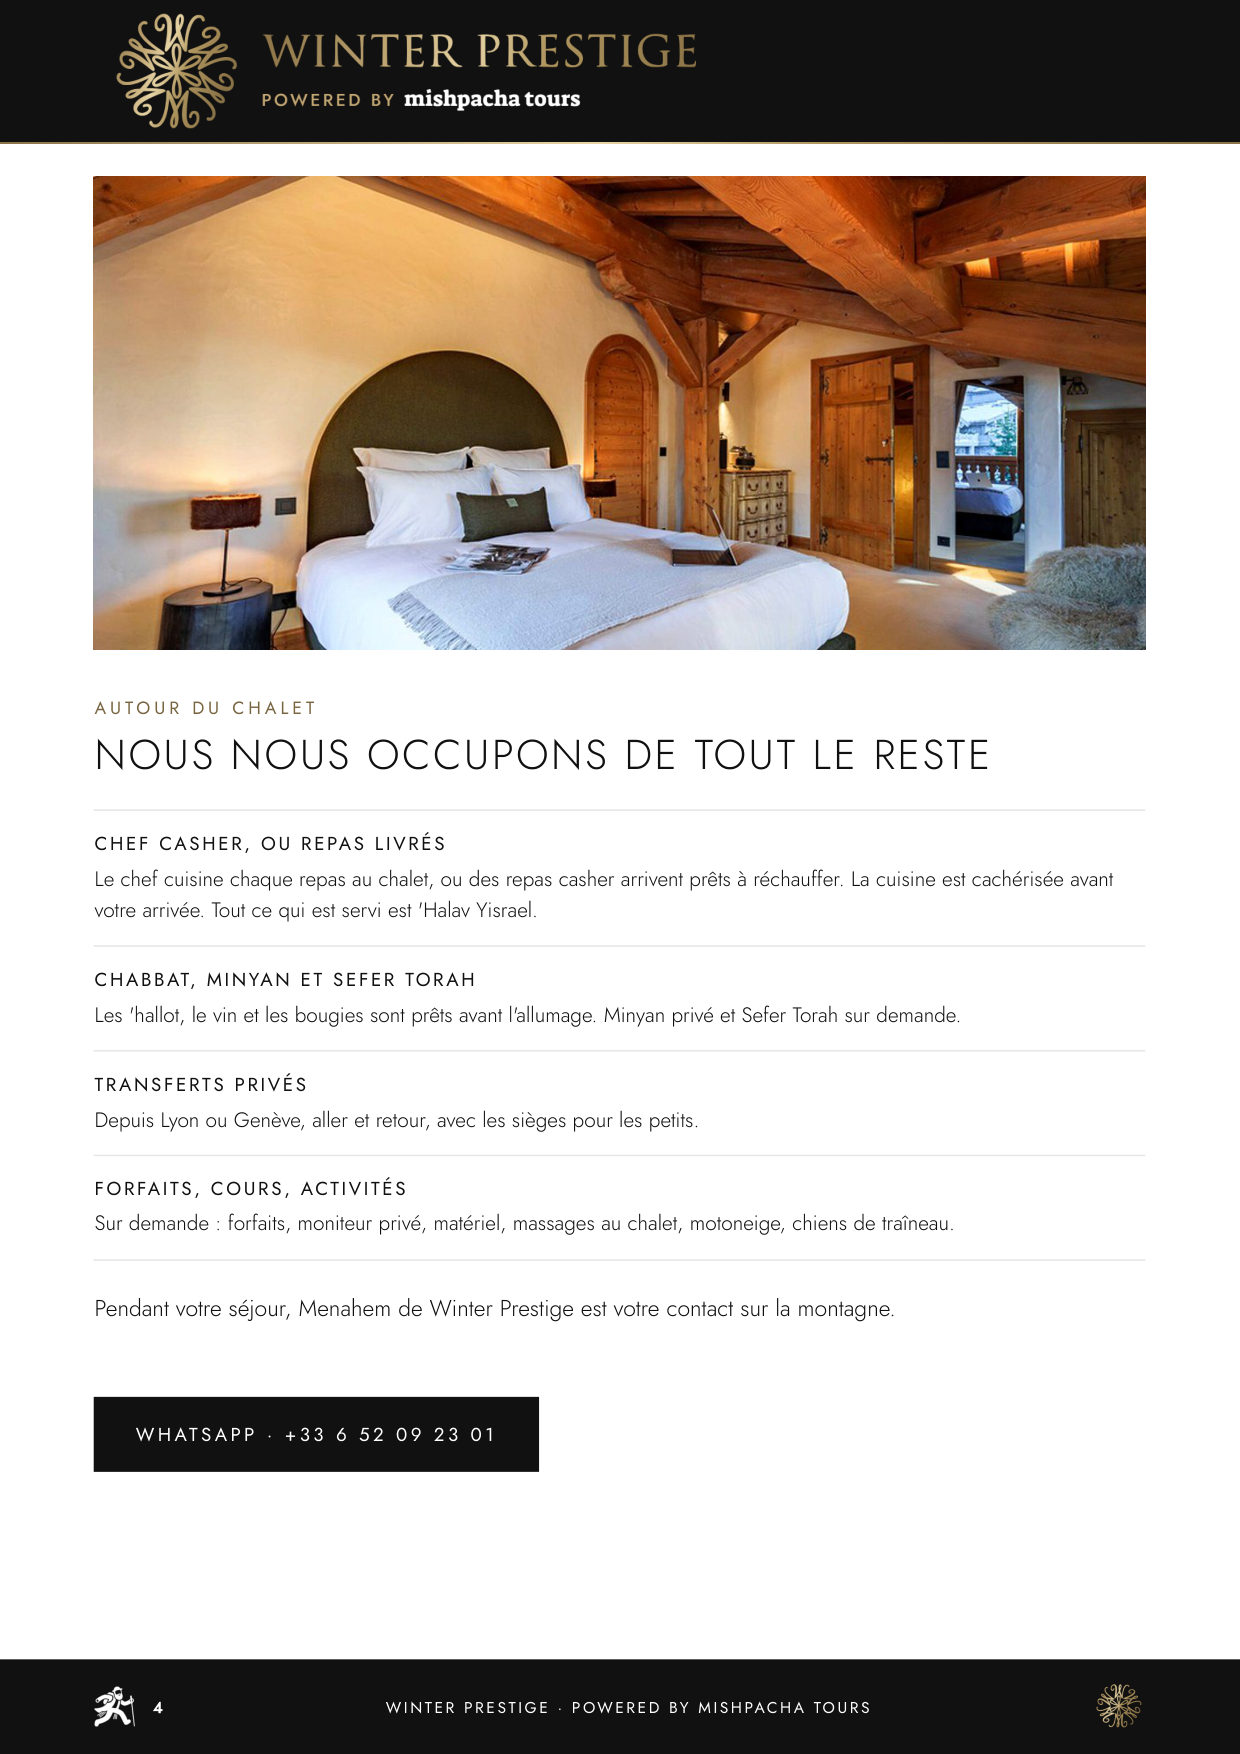 WINTER PRESTIGE
POWERED BY mishpacha tours
AUTOUR DU CHALET
NOUS NOUS OCCUPONS DE TOUT LE RESTE
CHEF CASHER, OU REPAS LIVRÉS
Le chef cuisine chaque repas au chalet, ou des repas casher arrivent prêts à réchauffer. La cuisine est cachérisée avant
votre arrivée. Tout ce qui est servi est 'Halav Yisrael.
CHABBAT, MINYAN ET SEFER TORAH
Les 'hallot, le vin et les bougies sont prêts avant l'allumage. Minyan privé et Sefer Torah sur demande.
TRANSFERTS PRIVÉS
Depuis Lyon ou Genève, aller et retour, avec les sièges pour les petits.
FORFAITS, COURS, ACTIVITÉS
Sur demande : forfaits, moniteur privé, matériel, massages au chalet, motoneige, chiens de traîneau.
Pendant votre séjour, Menahem de Winter Prestige est votre contact sur la montagne.
WHATSAPP · +33 6 52 09 23 01
4
WINTER PRESTIGE · POWERED BY MISHPACHA TOURS